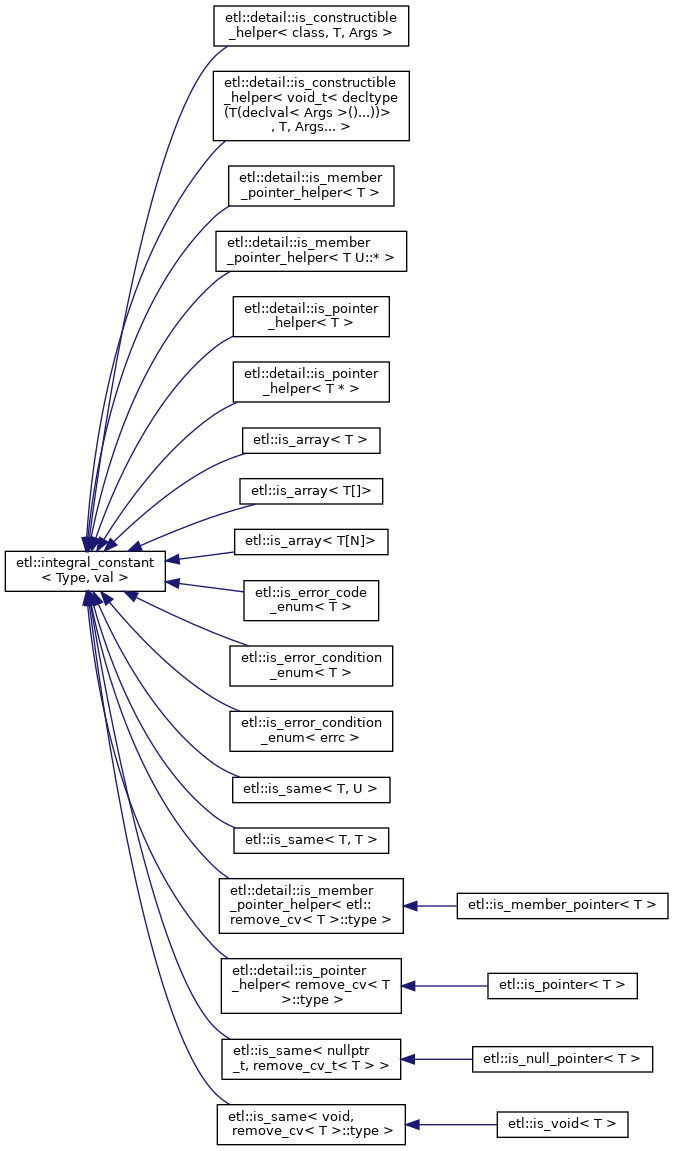 etl::detail::is_constructible
_helper< class, T, Args >
etl::detail::is_constructible
_helper< void_t< decltype
(T(declval< Args >()...))>
, T, Args... >
etl::detail::is_member
_pointer_helper< T >
etl::detail::is_member
_pointer_helper< T U::* >
etl::detail::is_pointer
_helper< T >
etl::detail::is_pointer
_helper< T * >
etl::is_array< T >
etl::is_array< T[]>
etl::is_array< T[N]>
etl::integral_constant
< Type, val >
etl::is_error_code
_enum< T >
etl::is_error_condition
_enum< T >
etl::is_error_condition
_enum< errc >
etl::is_same< T, U >
etl::is_same< T, T >
etl::detail::is_member
_pointer_helper< etl::
remove_cv< T >::type >
etl::is_member_pointer< T >
etl::detail::is_pointer
_helper< remove_cv< T
>::type >
etl::is_pointer< T >
etl::is_same< nullptr
_t, remove_cv_t< T > >
etl::is_null_pointer< T >
etl::is_same< void,
remove_cv< T >::type >
etl::is_void< T >